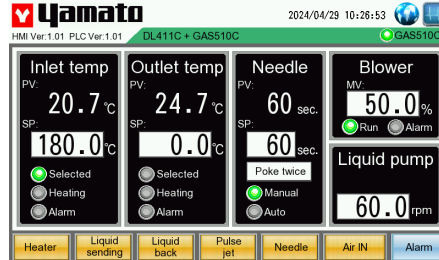 Yamato
2024/04/29 10:26:53
HMI Ver:1.01 PLC Ver:1.01
DL411C + GAS510C
GAS510C
Inlet temp
PV:
20.7 ℃
SP:
180.0 ℃
Selected
Heating
Alarm
Outlet temp
PV:
24.7 ℃
SP:
0.0 ℃
Selected
Heating
Alarm
Needle
PV:
60 sec.
SP:
60 sec.
Poke twice
Manual
Auto
Blower
MV:
50.0 %
Run
Alarm
Liquid pump
60.0 rpm
Heater
Liquid
sending
Liquid
back
Pulse
jet
Needle
Air IN
Alarm